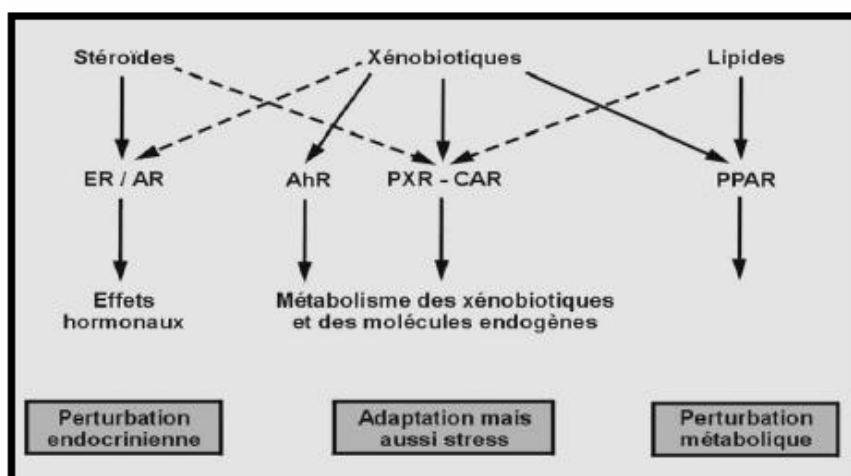 Stéroïdes Xénobiotiques Lipides
ER / AR AhR PXR - CAR PPAR
Effets
hormonaux
Métabolisme des xénobiotiques
et des molécules endogènes
Perturbation
endocrinienne
Adaptation mais
aussi stress
Perturbation
métabolique